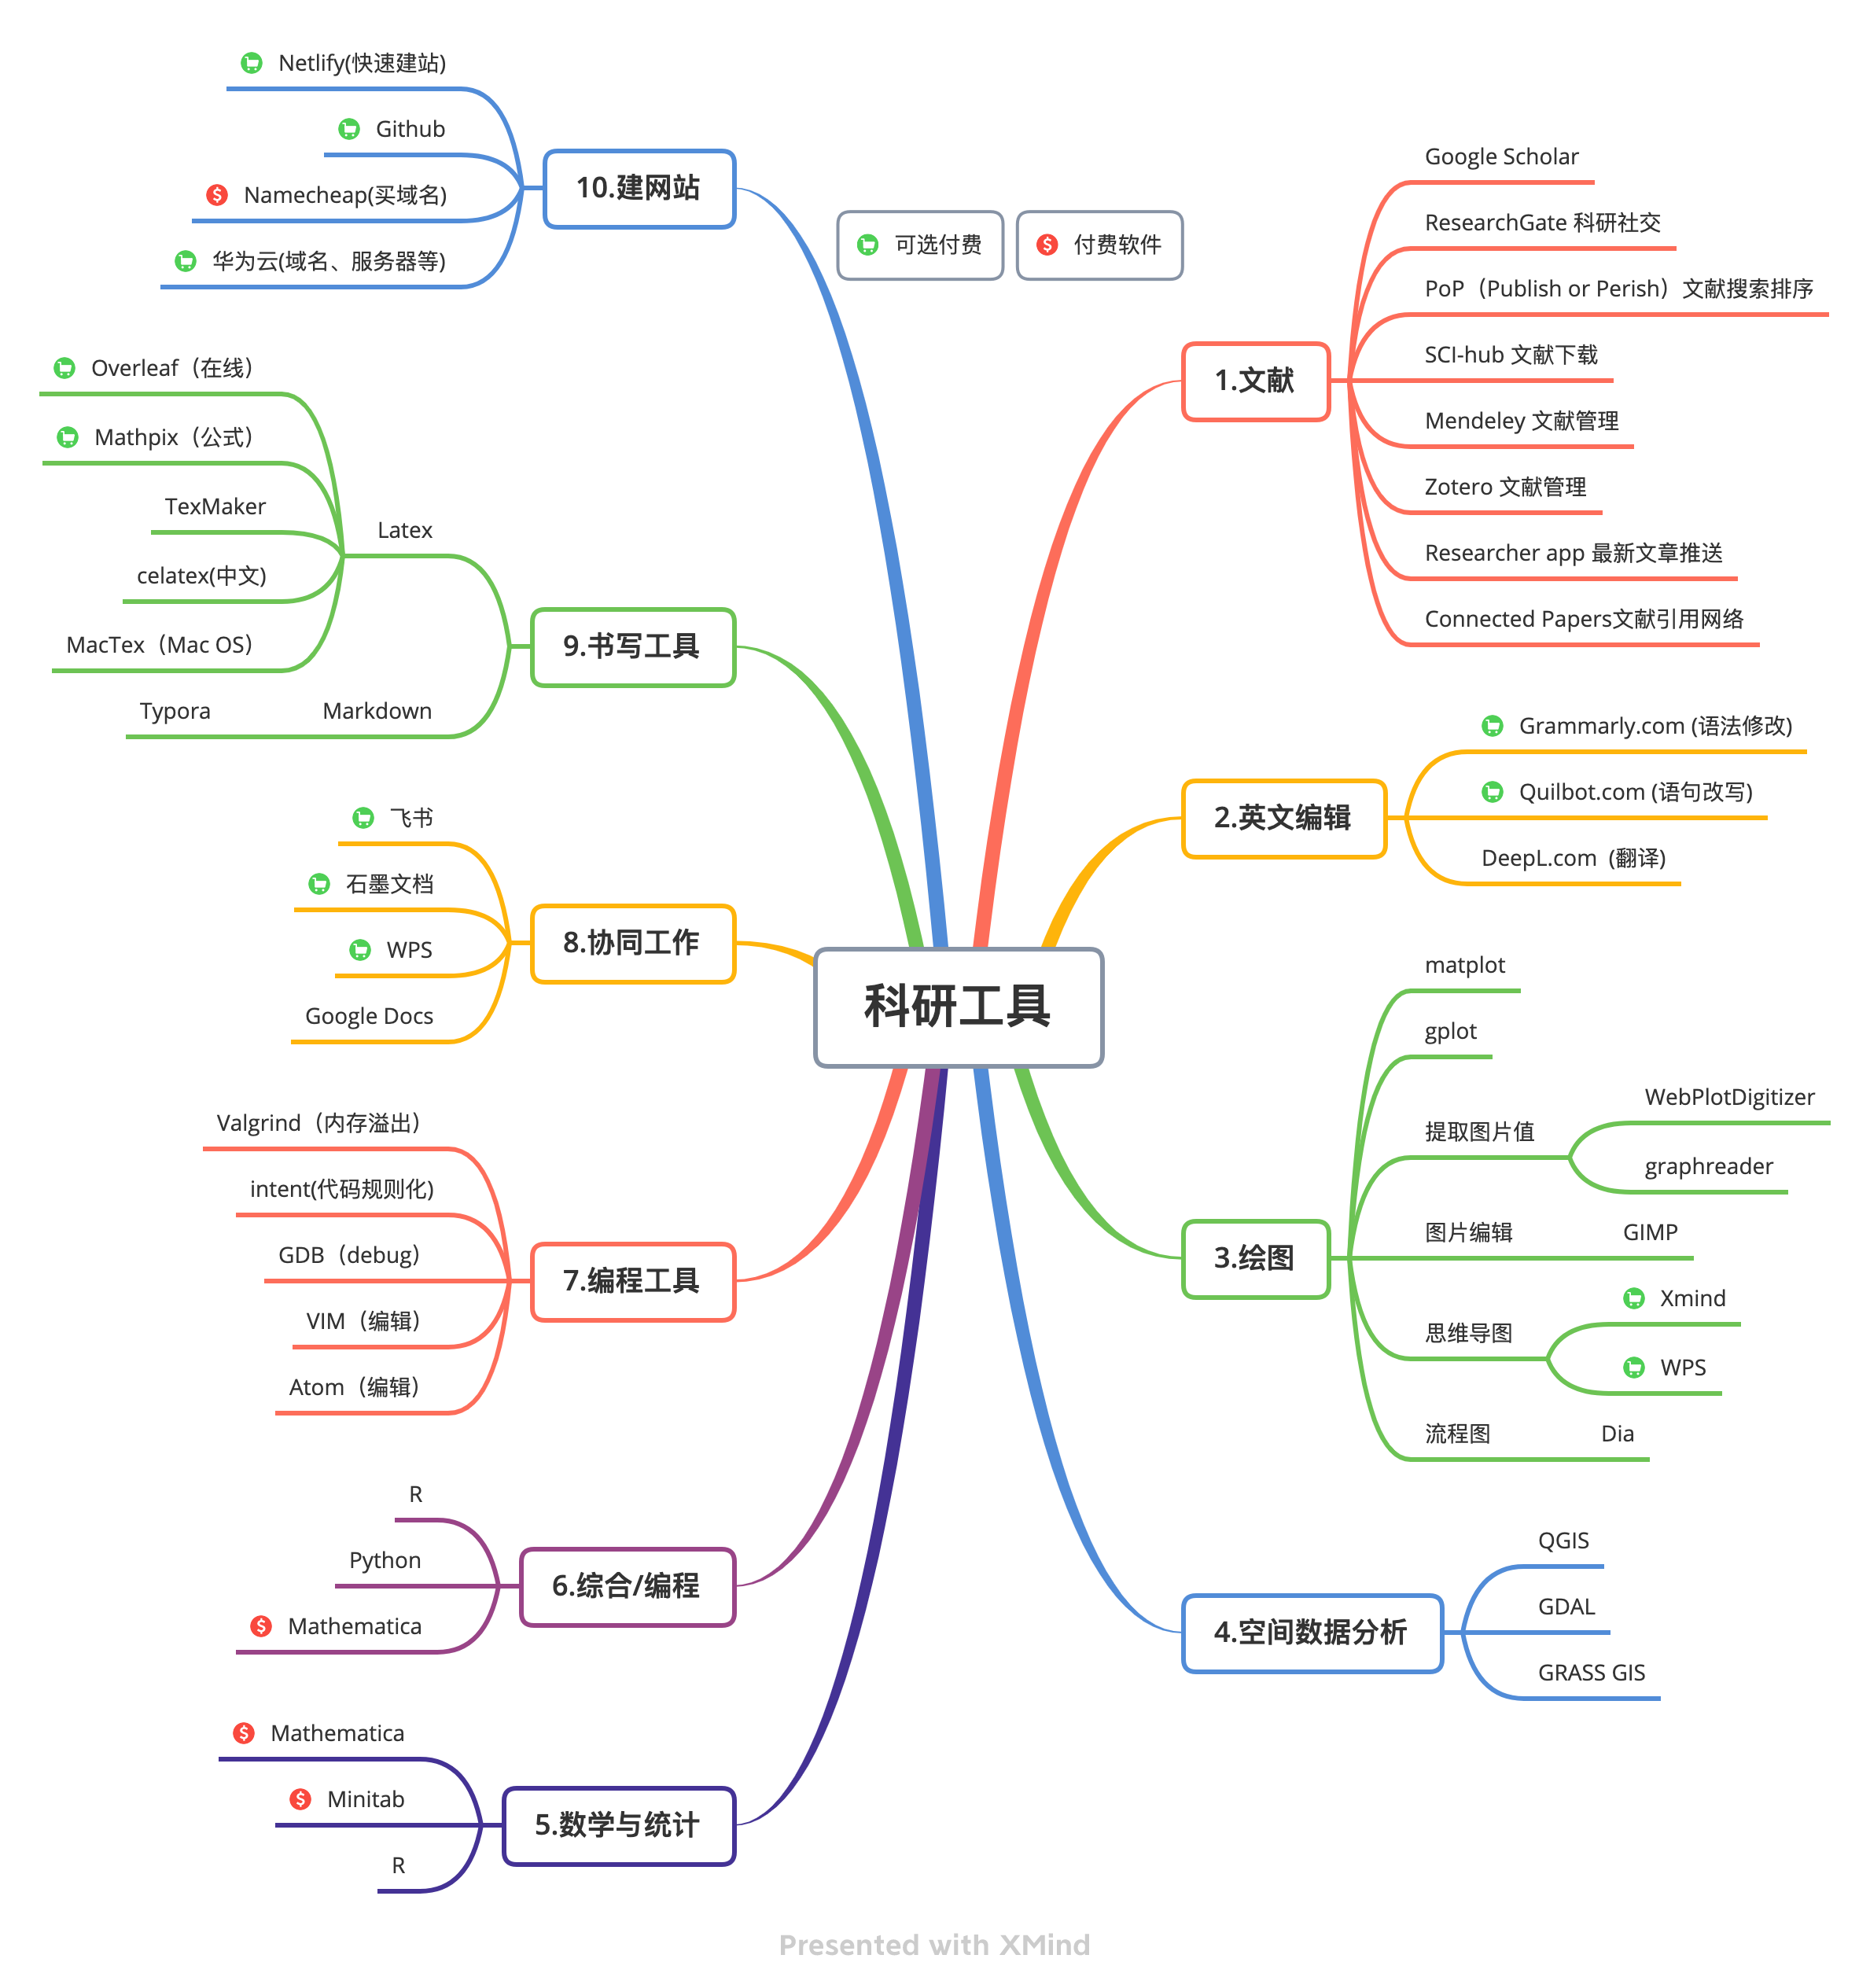 可选付费
付费软件
科研工具
1.文献
Google Scholar
ResearchGate 科研社交
PoP（Publish or Perish）文献搜索排序
SCI-hub 文献下载
Mendeley 文献管理
Zotero 文献管理
Researcher app 最新文章推送
Connected Papers文献引用网络
2.英文编辑
Grammarly.com (语法修改)
Quilbot.com (语句改写)
DeepL.com  (翻译)
3.绘图
matplot
gplot
提取图片值
WebPlotDigitizer
graphreader
图片编辑
GIMP
思维导图
Xmind
WPS
流程图
Dia
4.空间数据分析
QGIS
GDAL
GRASS GIS
5.数学与统计
Mathematica
Minitab
R
6.综合/编程
R
Python
Mathematica
7.编程工具
Valgrind（内存溢出）
intent(代码规则化)
GDB（debug）
VIM（编辑）
Atom（编辑）
8.协同工作
飞书
石墨文档
WPS
Google Docs
9.书写工具
Latex
Overleaf（在线）
Mathpix（公式）
TexMaker
celatex(中文)
MacTex（Mac OS）
Markdown
Typora
10.建网站
Netlify(快速建站)
Github
Namecheap(买域名)
华为云(域名、服务器等)
Presented with XMind